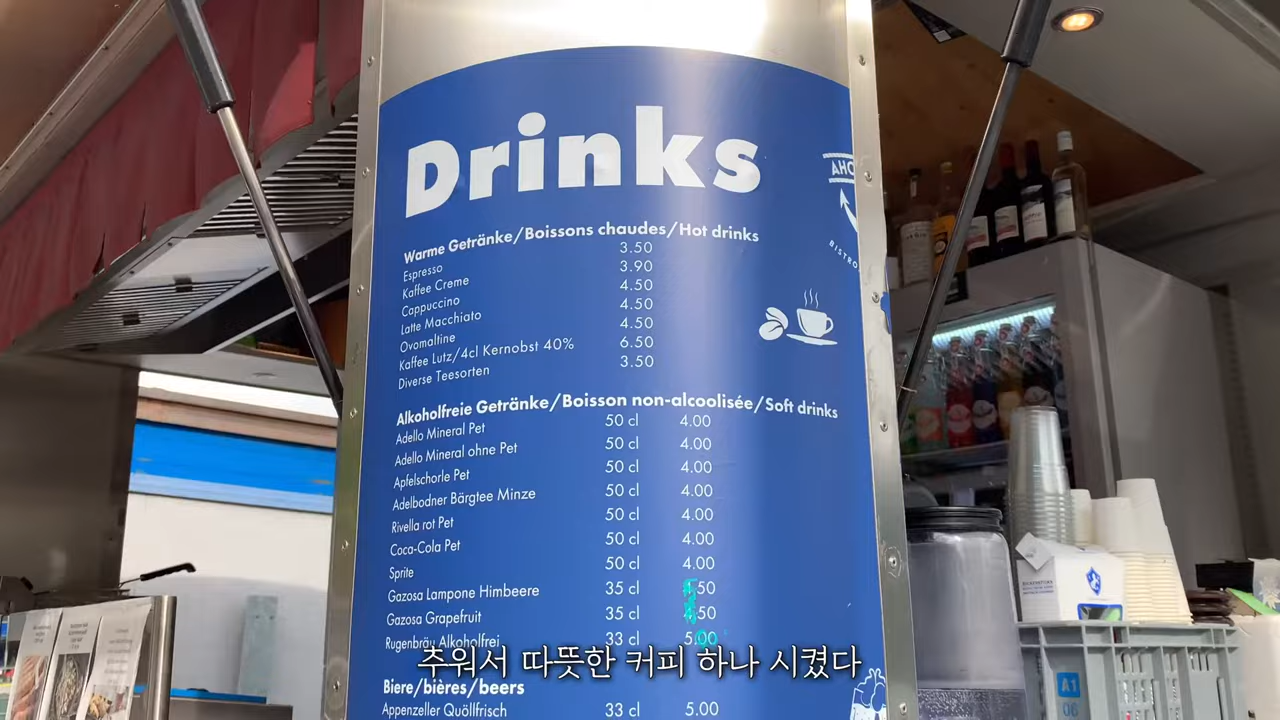 Drinks
Warme Getränke/Boissons chaudes/Hot drinks
Espresso 3.50
Kaffee Creme 3.90
Cappuccino 4.50
Latte Macchiato 4.50
Ovomaltine 4.50
Kaffee Lutz/4cl Kernobst 40% 6.50
Diverse Teesorten 3.50
Alkoholfreie Getränke/Boisson non-alcoolisée/Soft drinks
Adello Mineral Pet 50 cl 4.00
Adello Mineral ohne Pet 50 cl 4.00
Apfelschorle Pet 50 cl 4.00
Adelbodner Bärgtee Minze 50 cl 4.00
Rivella rot Pet 50 cl 4.00
Coca-Cola Pet 50 cl 4.00
Sprite 50 cl 4.00
Gazosa Lampone Himbeere 35 cl
Gazosa Grapefruit 35 cl
Rugenbräu Alkoholfrei 33 cl
Biere/bières/beers
Appenzeller Quöllfrisch 33 cl 5.00
BISTRO
A1
06
추워서 따뜻한 커피 하나 시켰다